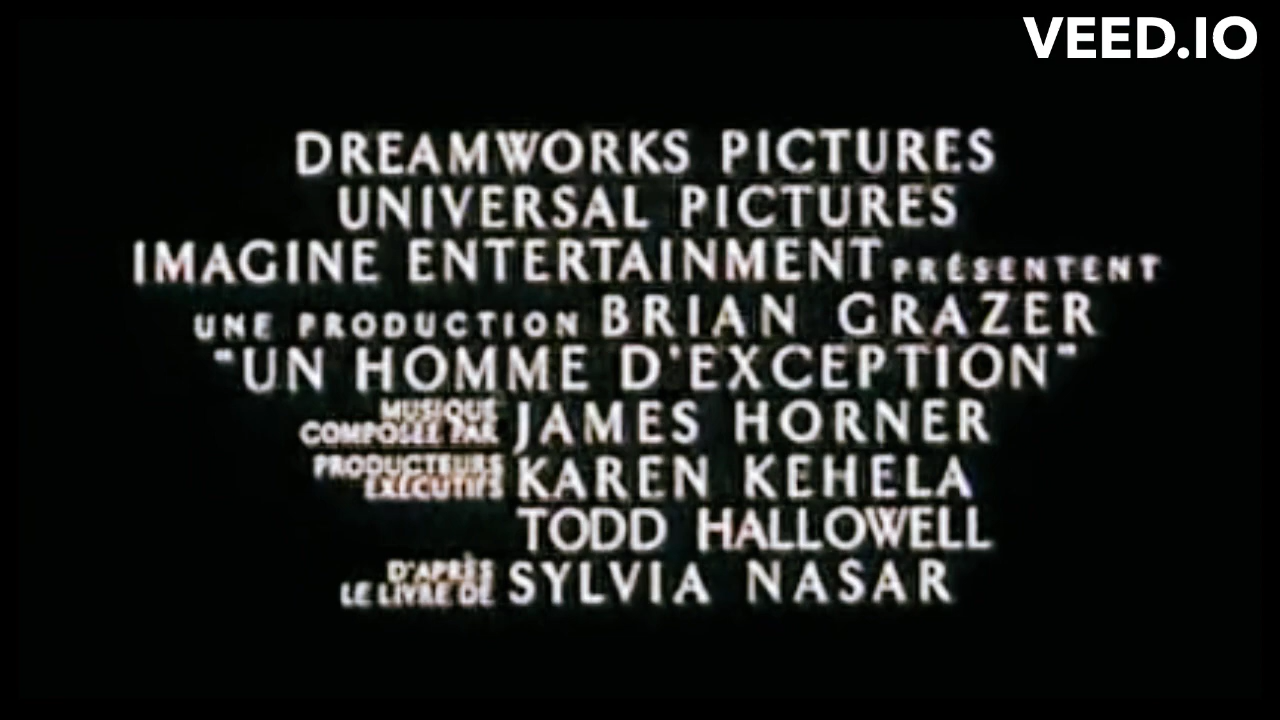 VEED.IO
DREAMWORKS PICTURES
UNIVERSAL PICTURES
IMAGINE ENTERTAINMENT PRÉSENTENT
UNE PRODUCTION BRIAN GRAZER
"UN HOMME D'EXCEPTION"
MUSIQUE
COMPOSÉE PAR JAMES HORNER
PRODUCTEURS
EXÉCUTIFS KAREN KEHELA
TODD HALLOWELL
D'APRÈS
LE LIVRE DE SYLVIA NASAR